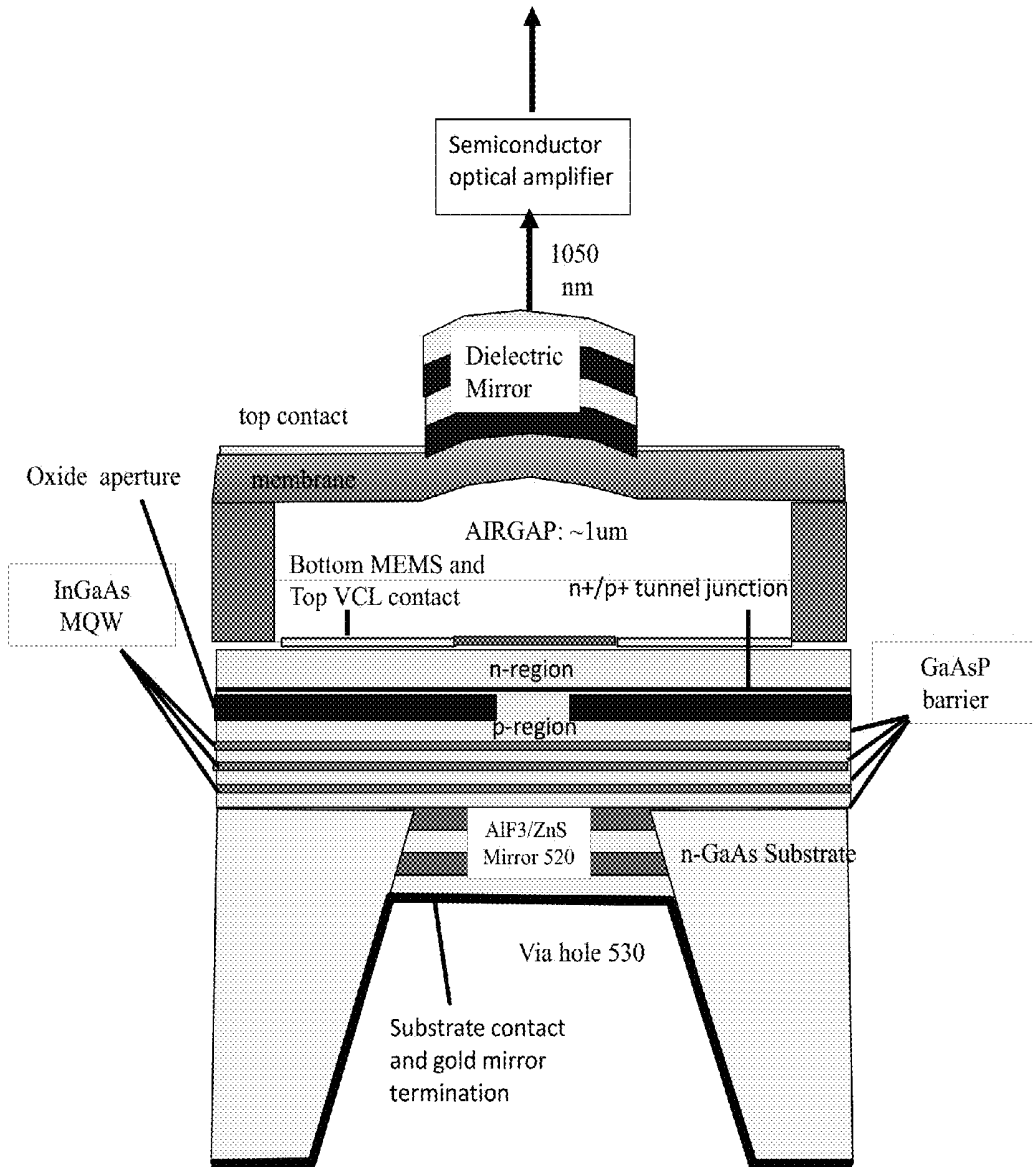 Semiconductor
optical amplifier
1050
nm
Dielectric
Mirror
top contact
membrane
Oxide aperture
AIRGAP: ~1um
Bottom MEMS and
Top VCL contact
n+/p+ tunnel junction
InGaAs
MQW
GaAsP
barrier
n-region
p-region
AlF3/ZnS
Mirror 520
n-GaAs Substrate
Via hole 530
Substrate contact
and gold mirror
termination